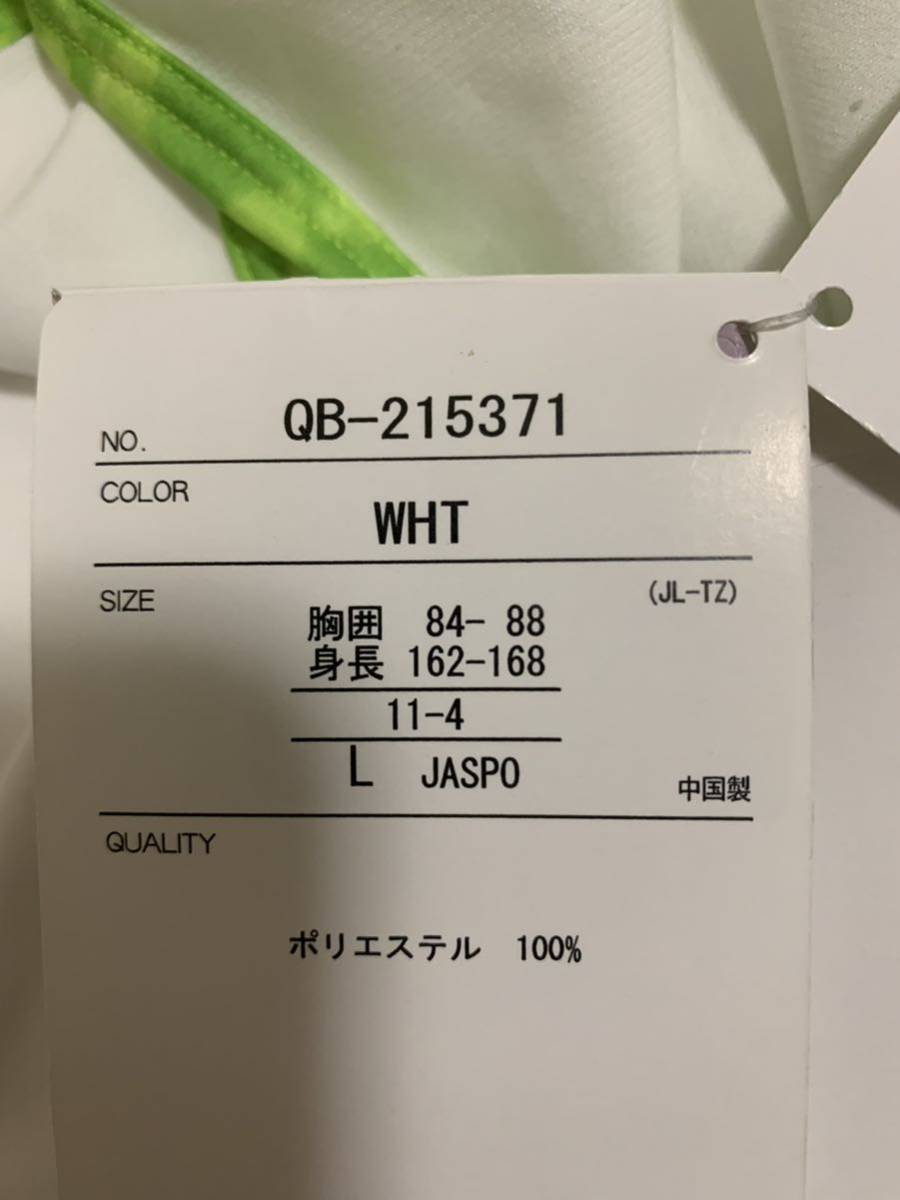 NO. QB-215371
COLOR
WHT
SIZE (JL-TZ)
胸囲 84- 88
身長 162-168
11-4
L JASPO 中国製
QUALITY
ポリエステル 100%